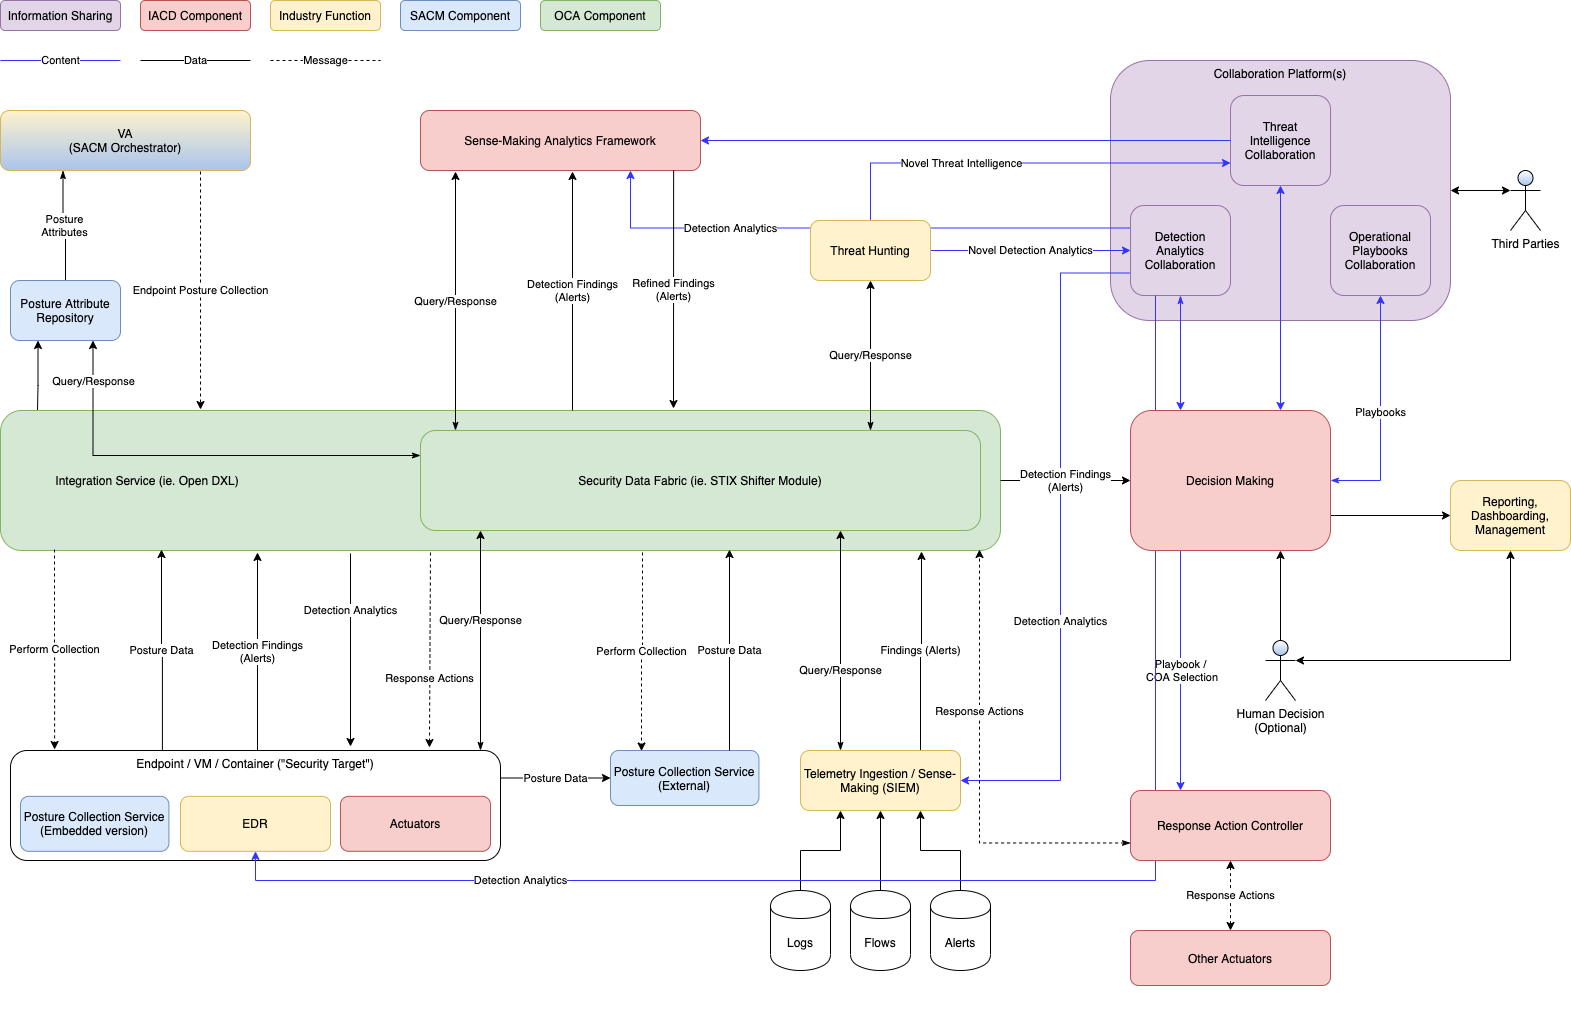 Information Sharing
IACD Component
Industry Function
SACM Component
OCA Component
Content
Data
Message
Collaboration Platform(s)
VA
(SACM Orchestrator)
Sense-Making Analytics Framework
Threat
Intelligence
Collaboration
Novel Threat Intelligence
Posture
Attributes
Detection Analytics
Threat Hunting
Novel Detection Analytics
Detection
Analytics
Collaboration
Operational
Playbooks
Collaboration
Third Parties
Posture Attribute
Repository
Endpoint Posture Collection
Query/Response
Detection Findings
(Alerts)
Refined Findings
(Alerts)
Query/Response
Query/Response
Playbooks
Integration Service (ie. Open DXL)
Security Data Fabric (ie. STIX Shifter Module)
Detection Findings
(Alerts)
Decision Making
Reporting,
Dashboarding,
Management
Perform Collection
Posture Data
Detection Findings
(Alerts)
Detection Analytics
Response Actions
Query/Response
Perform Collection
Posture Data
Query/Response
Findings (Alerts)
Response Actions
Detection Analytics
Playbook /
COA Selection
Human Decision
(Optional)
Endpoint / VM / Container ("Security Target")
Posture Collection Service
(Embedded version)
EDR
Actuators
Posture Data
Posture Collection Service
(External)
Telemetry Ingestion / Sense-
Making (SIEM)
Response Action Controller
Detection Analytics
Response Actions
Logs
Flows
Alerts
Other Actuators